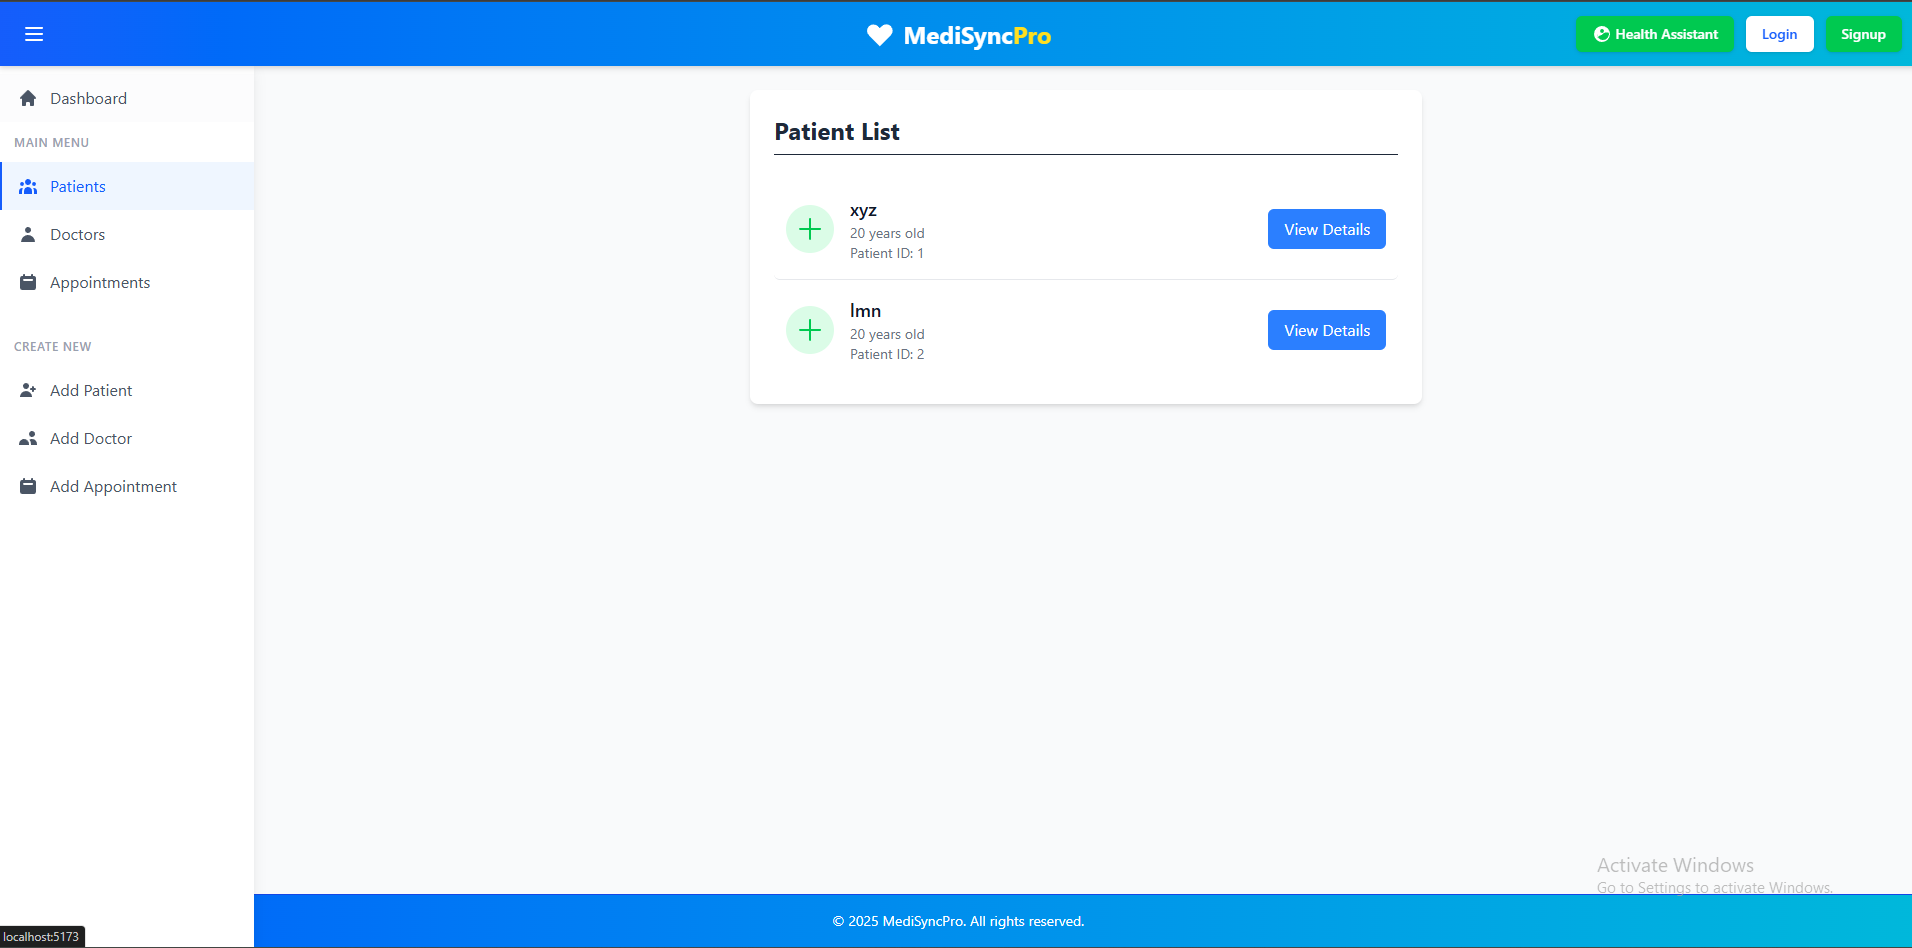 MediSyncPro
Health Assistant
Login
Signup
Dashboard
MAIN MENU
Patients
Doctors
Appointments
CREATE NEW
Add Patient
Add Doctor
Add Appointment
Patient List
xyz
20 years old
Patient ID: 1
View Details
lmn
20 years old
Patient ID: 2
View Details
Activate Windows
Go to Settings to activate Windows.
© 2025 MediSyncPro. All rights reserved.
localhost:5173